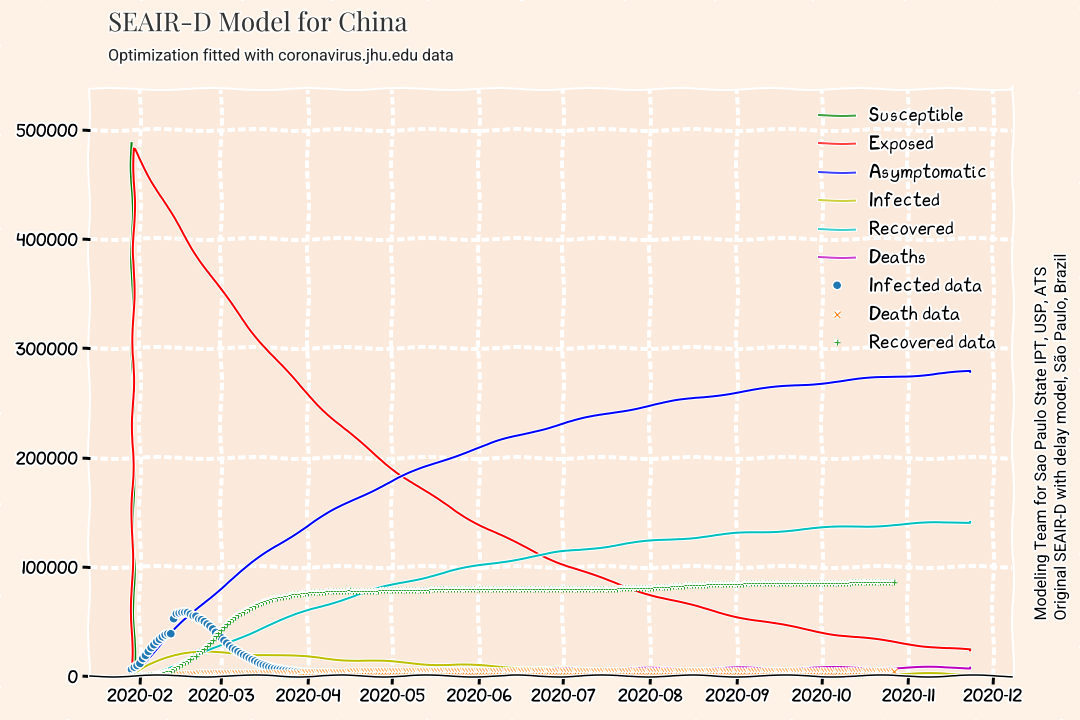 SEAIR-D Model for China
Optimization fitted with coronavirus.jhu.edu data
500000
400000
300000
200000
100000
0
Susceptible
Exposed
Asymptomatic
Infected
Recovered
Deaths
Infected data
Death data
Recovered data
2020-02 2020-03 2020-04 2020-05 2020-06 2020-07 2020-08 2020-09 2020-10 2020-11 2020-12
Modeling Team for Sao Paulo State IPT, USP, ATS
Original SEAIR-D with delay model, São Paulo, Brazil